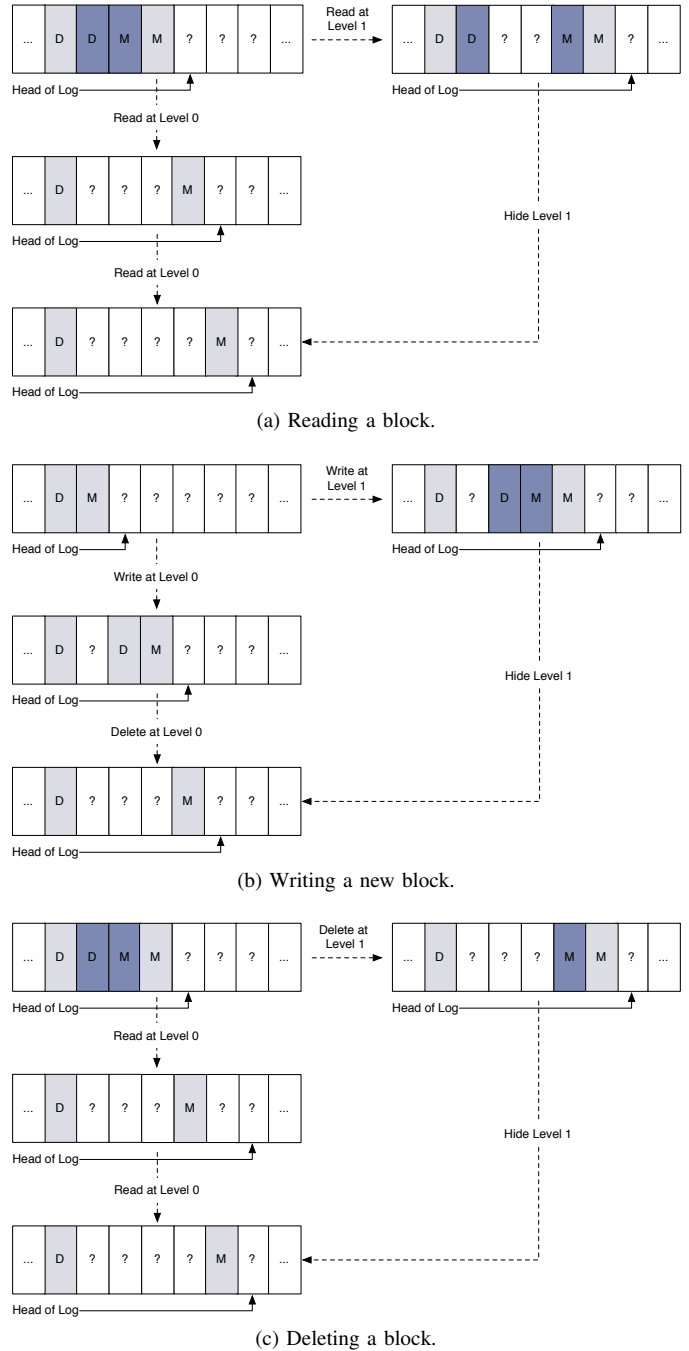 ... D D M M ? ? ? ...
Read at
Level 1
... D D ? ? M M ? ...
Head of Log
Head of Log
Read at Level 0
... D ? ? ? M ? ? ...
Hide Level 1
Head of Log
Read at Level 0
... D ? ? ? ? M ? ...
Head of Log
(a) Reading a block.
... D M ? ? ? ? ? ...
Write at
Level 1
... D ? D M M ? ? ...
Head of Log
Head of Log
Write at Level 0
... D ? D M ? ? ? ...
Hide Level 1
Head of Log
Delete at Level 0
... D ? ? ? M ? ? ...
Head of Log
(b) Writing a new block.
... D D M M ? ? ? ...
Delete at
Level 1
... D ? ? ? M M ? ...
Head of Log
Head of Log
Read at Level 0
... D ? ? ? M ? ? ...
Hide Level 1
Head of Log
Read at Level 0
... D ? ? ? ? M ? ...
Head of Log
(c) Deleting a block.